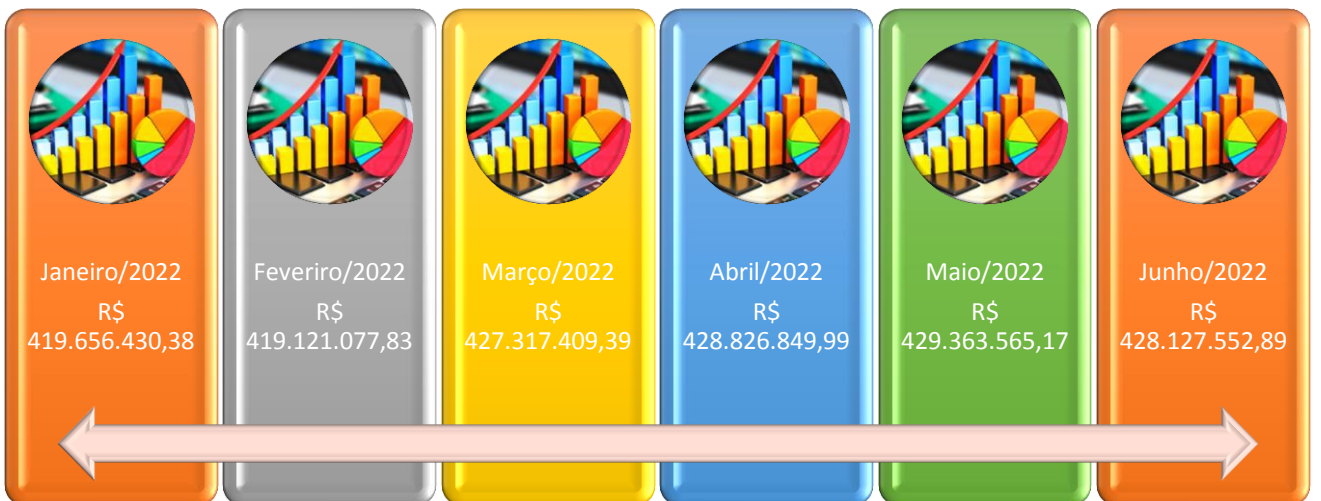 Janeiro/2022
R$
419.656.430,38
Feveriro/2022
R$
419.121.077,83
Março/2022
R$
427.317.409,39
Abril/2022
R$
428.826.849,99
Maio/2022
R$
429.363.565,17
Junho/2022
R$
428.127.552,89